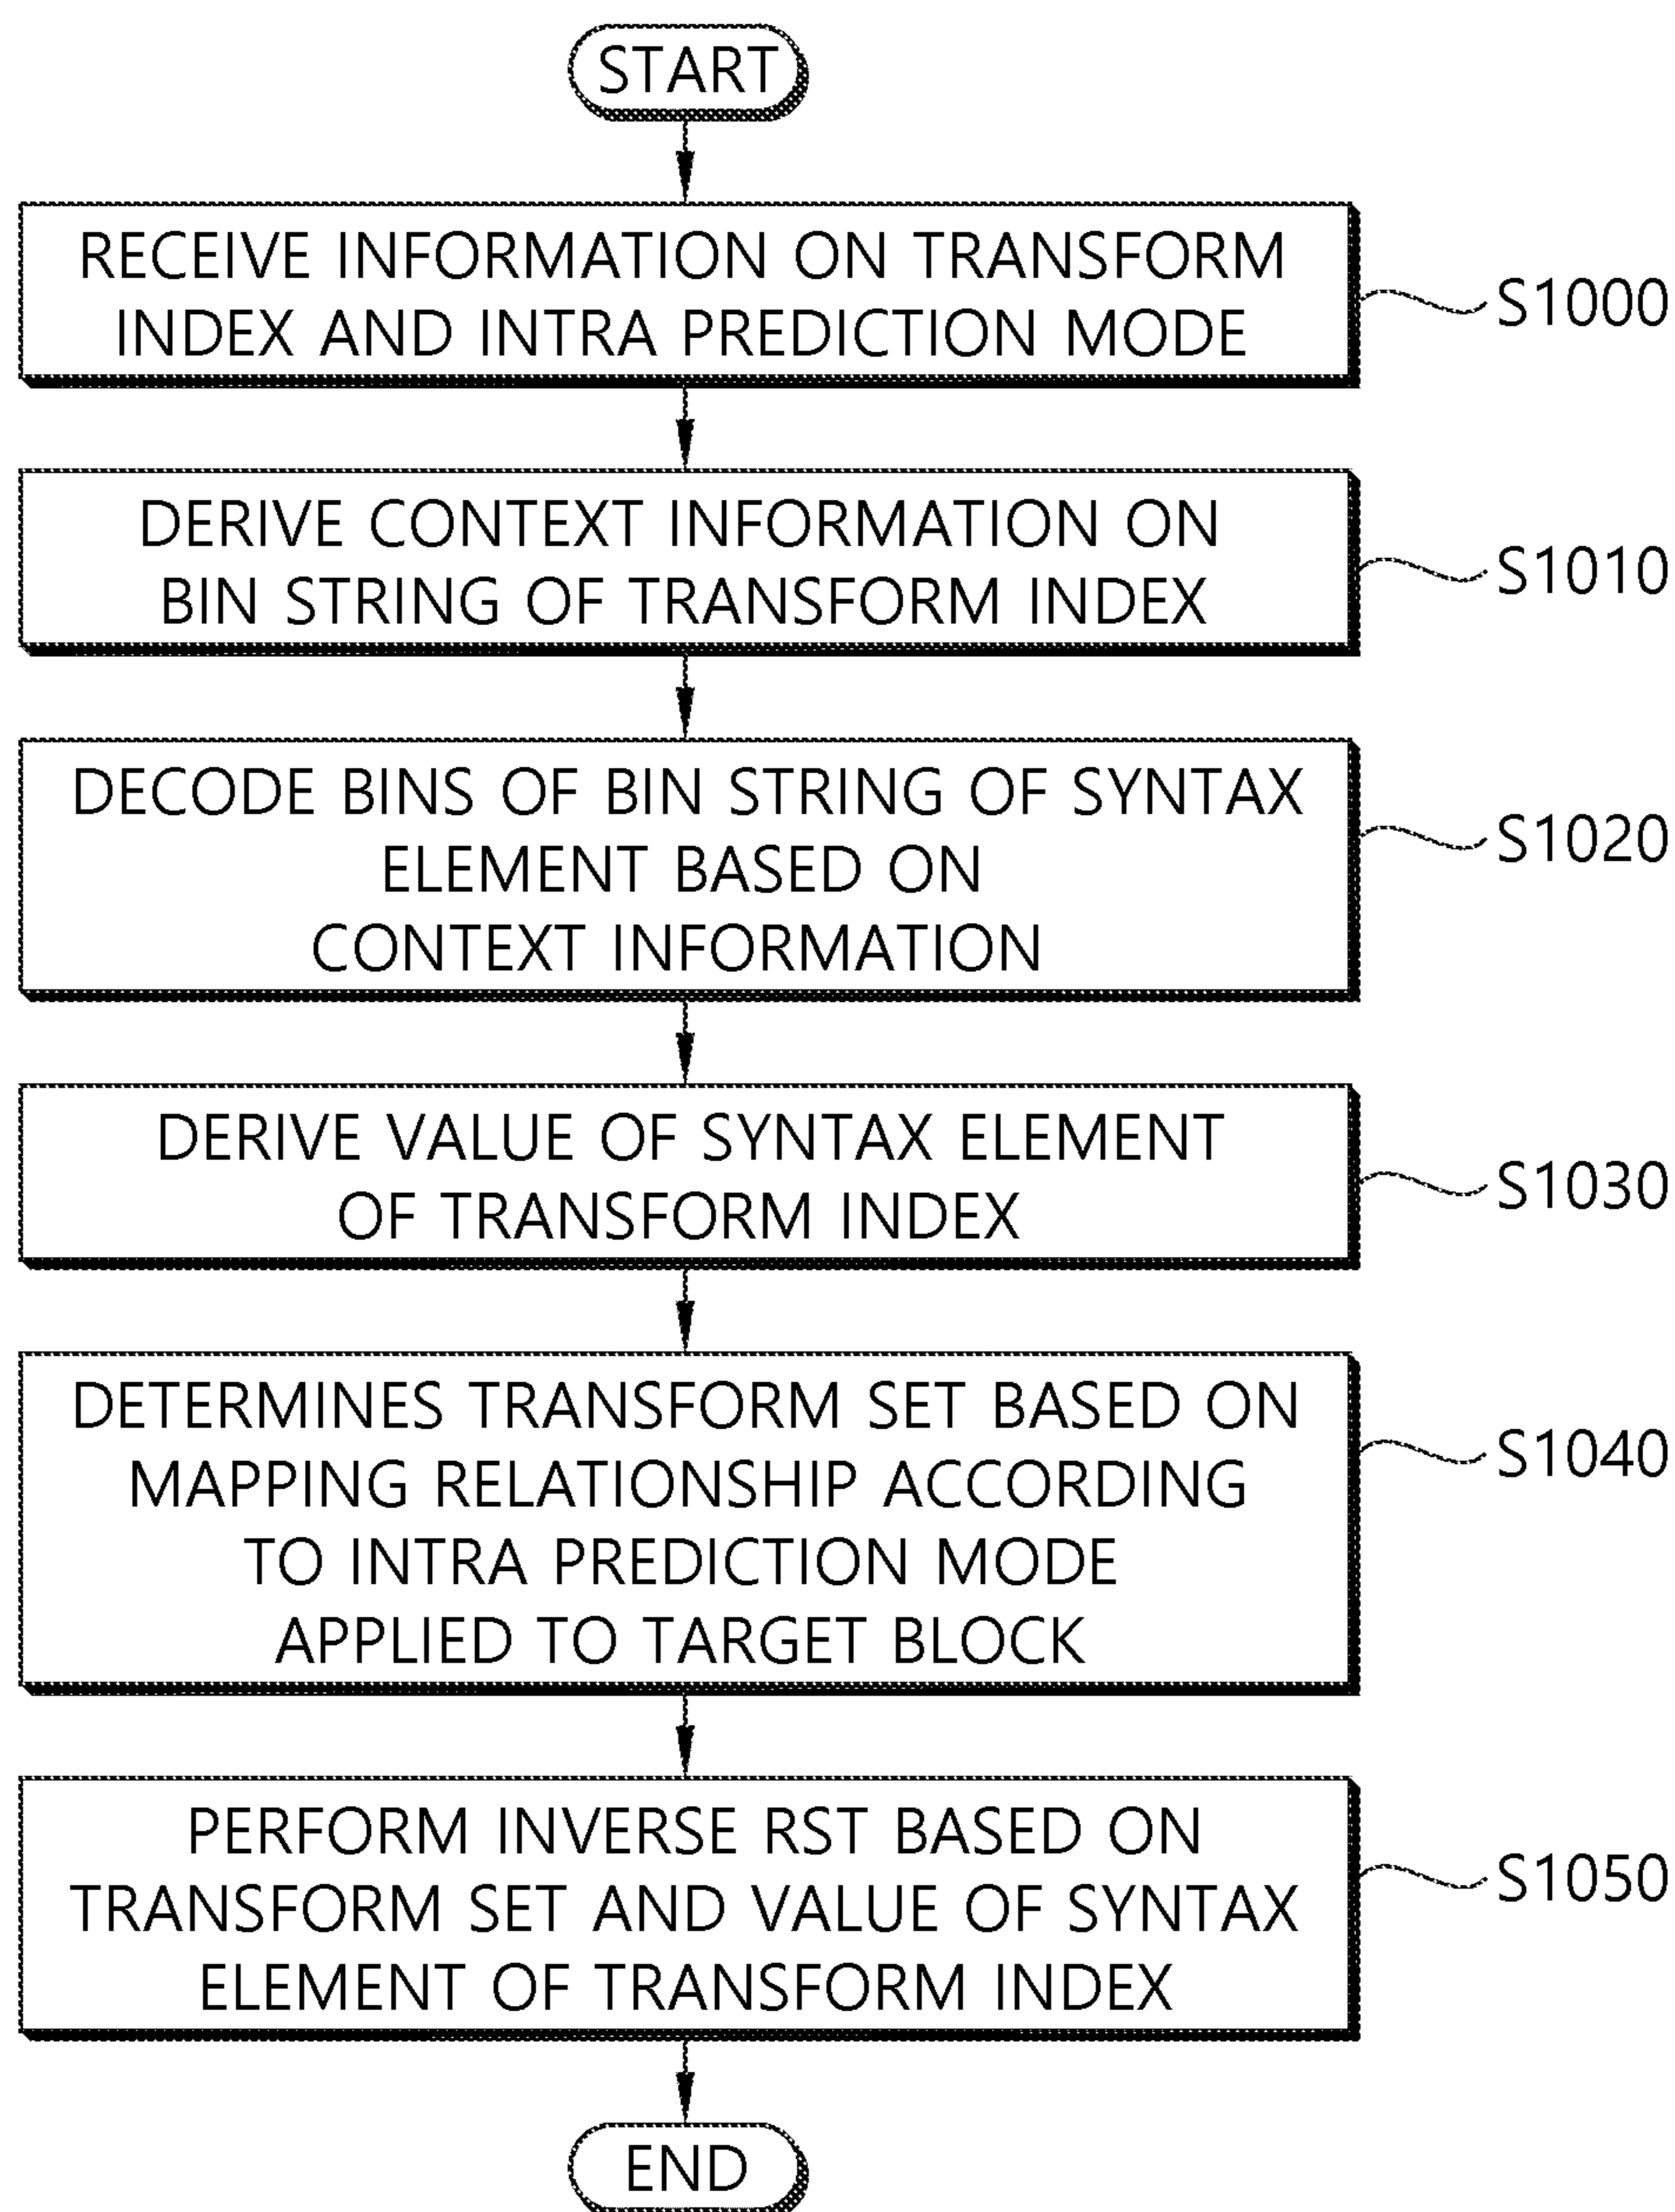 START
RECEIVE INFORMATION ON TRANSFORM
INDEX AND INTRA PREDICTION MODE
S1000
DERIVE CONTEXT INFORMATION ON
BIN STRING OF TRANSFORM INDEX
S1010
DECODE BINS OF BIN STRING OF SYNTAX
ELEMENT BASED ON
CONTEXT INFORMATION
S1020
DERIVE VALUE OF SYNTAX ELEMENT
OF TRANSFORM INDEX
S1030
DETERMINES TRANSFORM SET BASED ON
MAPPING RELATIONSHIP ACCORDING
TO INTRA PREDICTION MODE
APPLIED TO TARGET BLOCK
S1040
PERFORM INVERSE RST BASED ON
TRANSFORM SET AND VALUE OF SYNTAX
ELEMENT OF TRANSFORM INDEX
S1050
END